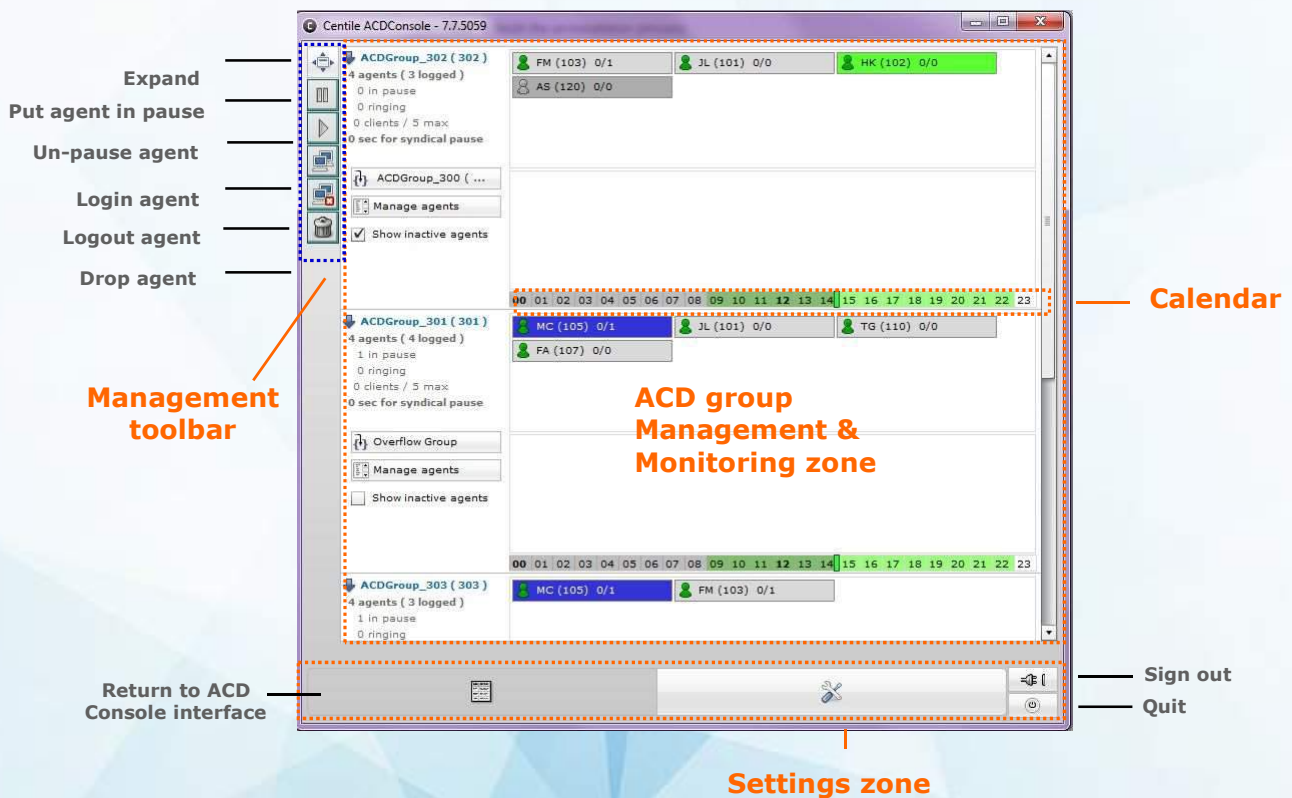 Centile ACDConsole - 7.7.5059
Expand
Put agent in pause
Un-pause agent
Login agent
Logout agent
Drop agent
Management
toolbar
ACDGroup_302 ( 302 )
4 agents ( 3 logged )
0 in pause
0 ringing
0 clients / 5 max
0 sec for syndical pause
ACDGroup_300 ( ...
Manage agents
Show inactive agents
FM (103) 0/1
JL (101) 0/0
HK (102) 0/0
AS (120) 0/0
00 01 02 03 04 05 06 07 08 09 10 11 12 13 14 15 16 17 18 19 20 21 22 23
Calendar
ACDGroup_301 ( 301 )
4 agents ( 4 logged )
1 in pause
0 ringing
0 clients / 5 max
0 sec for syndical pause
Overflow Group
Manage agents
Show inactive agents
MC (105) 0/1
JL (101) 0/0
TG (110) 0/0
FA (107) 0/0
ACD group
Management &
Monitoring zone
00 01 02 03 04 05 06 07 08 09 10 11 12 13 14 15 16 17 18 19 20 21 22 23
ACDGroup_303 ( 303 )
4 agents ( 3 logged )
1 in pause
0 ringing
MC (105) 0/1
FM (103) 0/1
Return to ACD
Console interface
Sign out
Quit
Settings zone